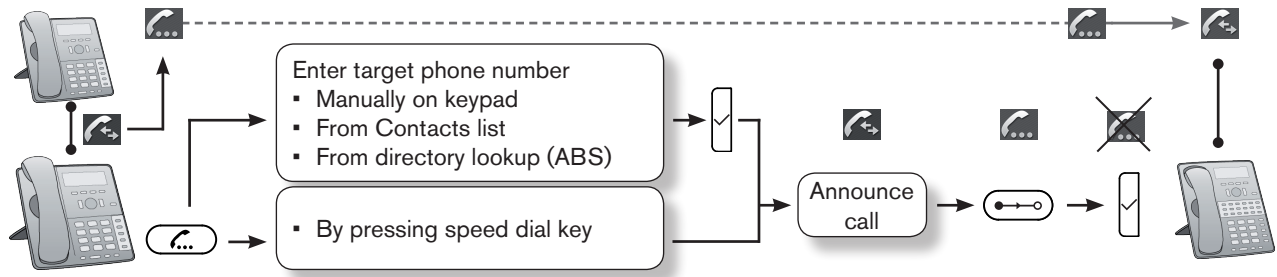 Enter target phone number
▪ Manually on keypad
▪ From Contacts list
▪ From directory lookup (ABS)
▪ By pressing speed dial key
Announce
call